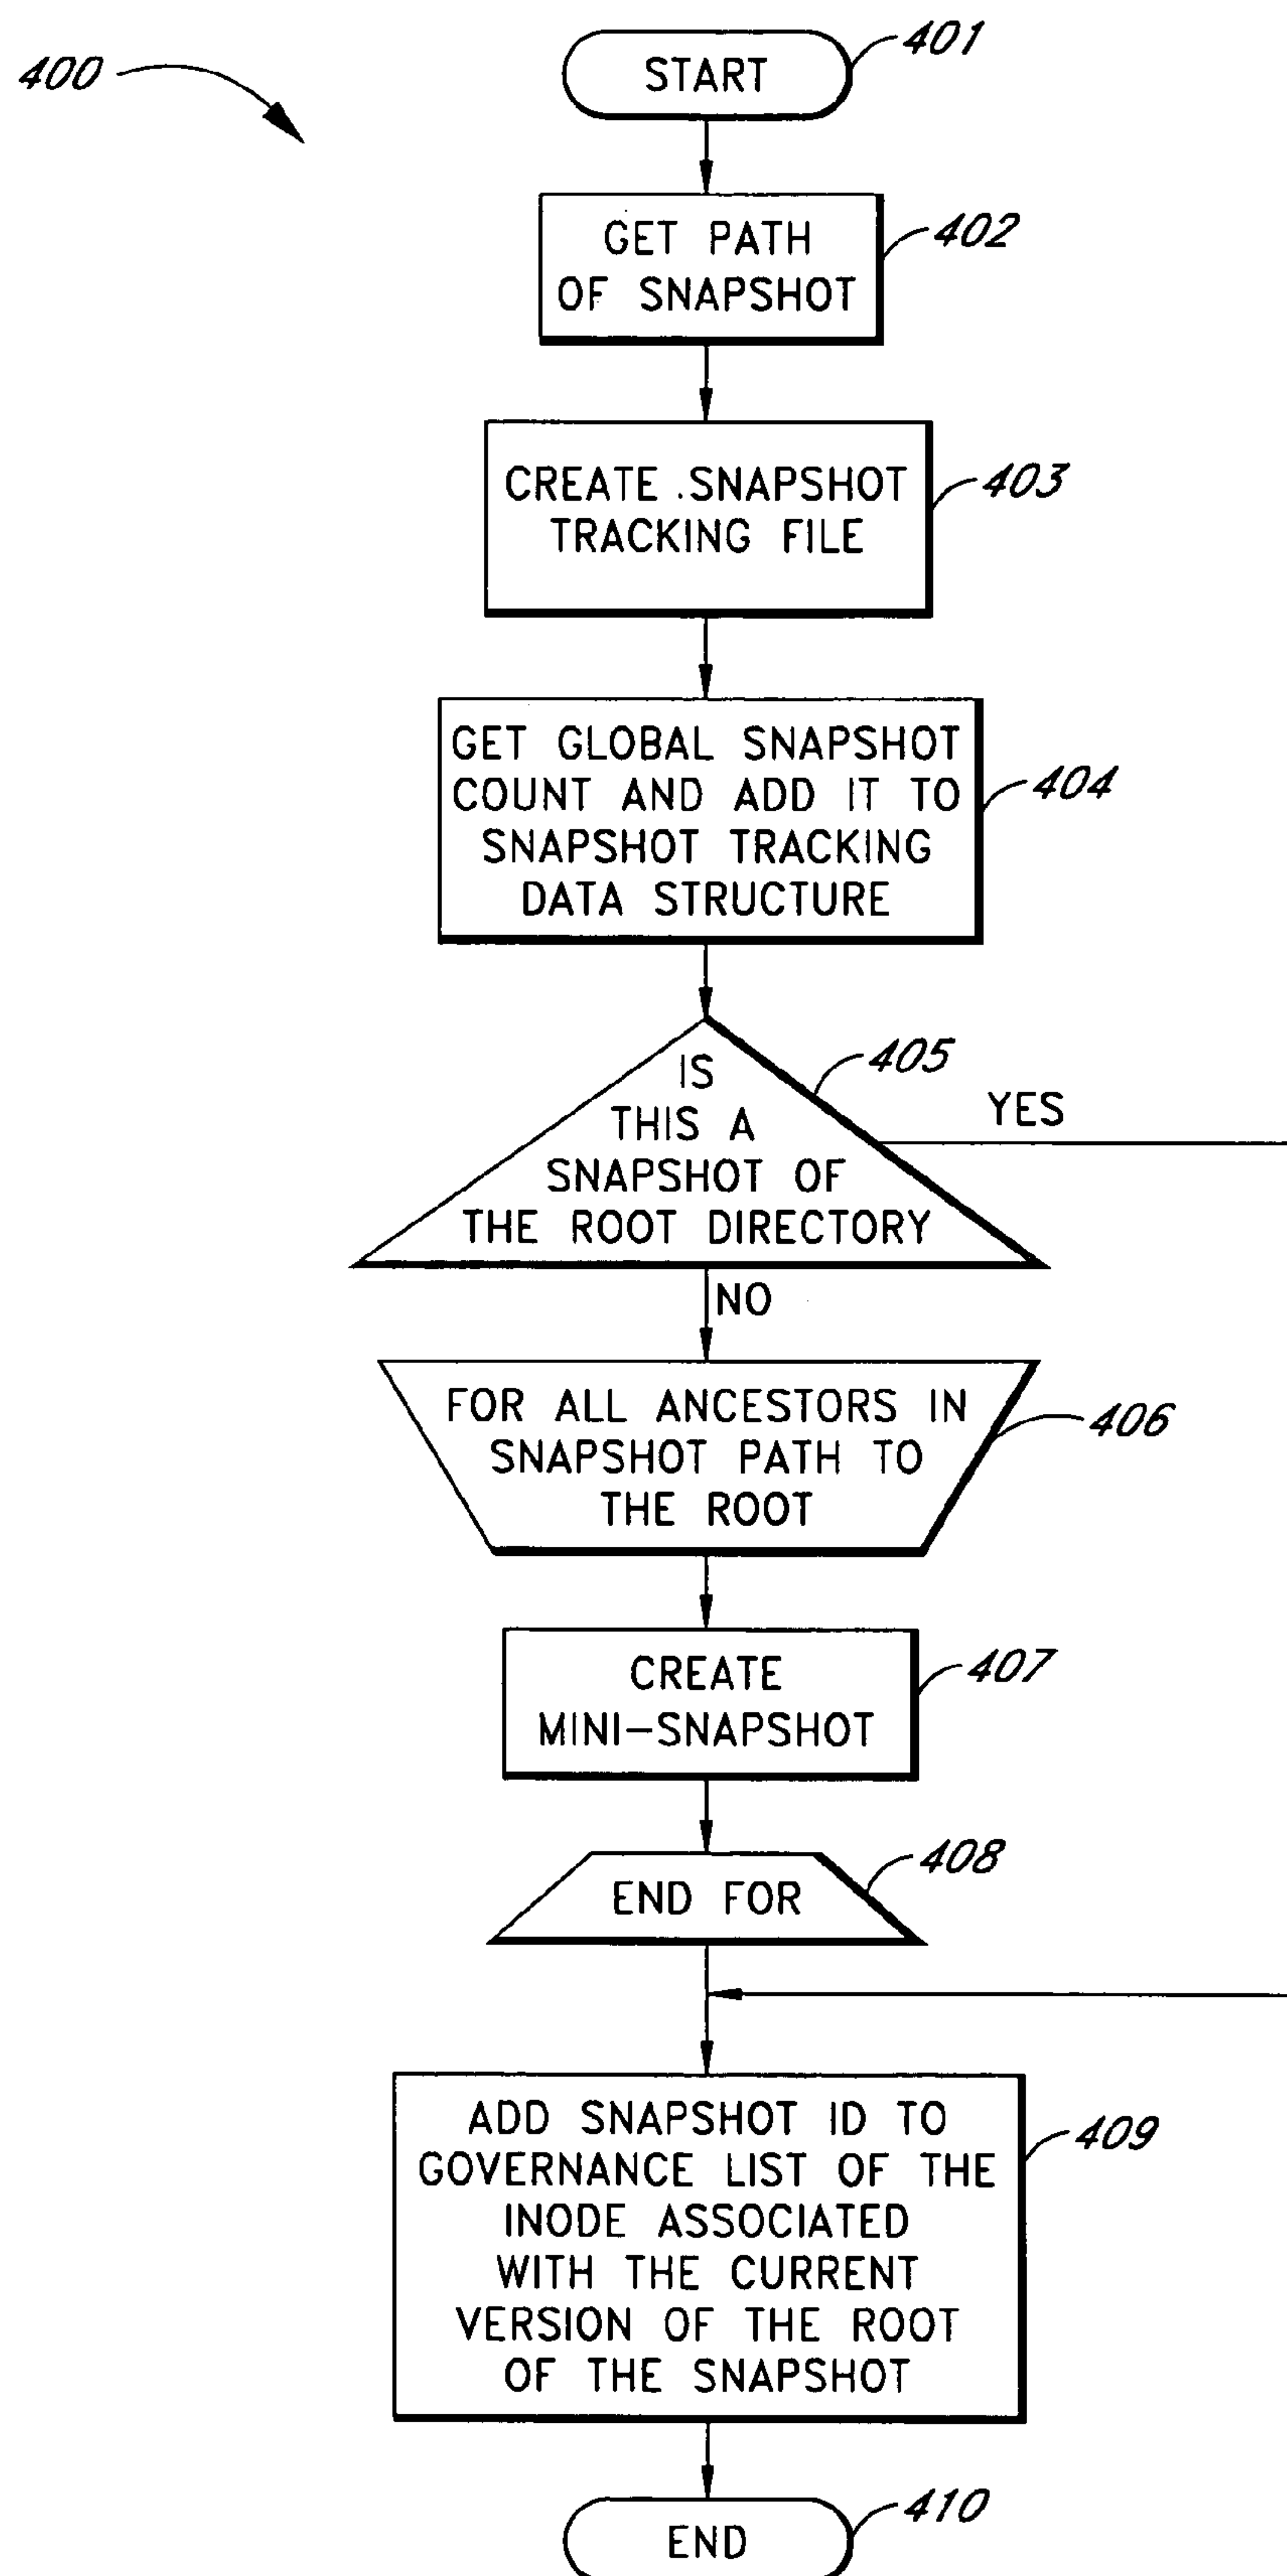 400
401
START
GET PATH
OF SNAPSHOT
402
CREATE .SNAPSHOT
TRACKING FILE
403
GET GLOBAL SNAPSHOT
COUNT AND ADD IT TO
SNAPSHOT TRACKING
DATA STRUCTURE
404
IS
THIS A
SNAPSHOT OF
THE ROOT DIRECTORY
405
YES
NO
FOR ALL ANCESTORS IN
SNAPSHOT PATH TO
THE ROOT
406
CREATE
MINI-SNAPSHOT
407
END FOR
408
ADD SNAPSHOT ID TO
GOVERNANCE LIST OF THE
INODE ASSOCIATED
WITH THE CURRENT
VERSION OF THE ROOT
OF THE SNAPSHOT
409
END
410